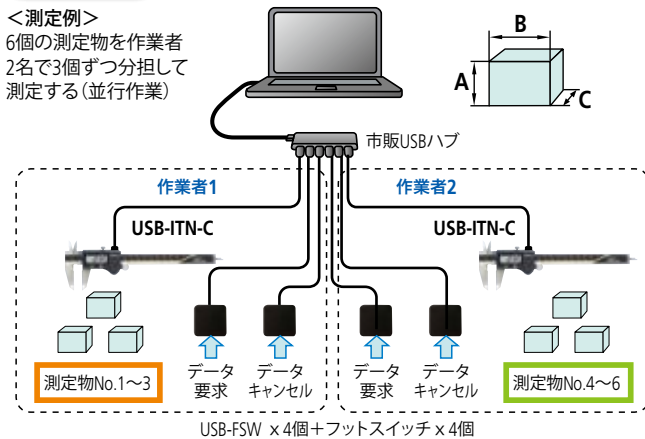 <測定例>
6個の測定物を作業者
2名で3個ずつ分担して
測定する(並行作業)
B
A
C
市販USBハブ
作業者1
作業者2
USB-ITN-C
USB-ITN-C
データ
要求
データ
キャンセル
データ
要求
データ
キャンセル
測定物No.1~3
測定物No.4~6
USB-FSW x4個+フットスイッチx4個